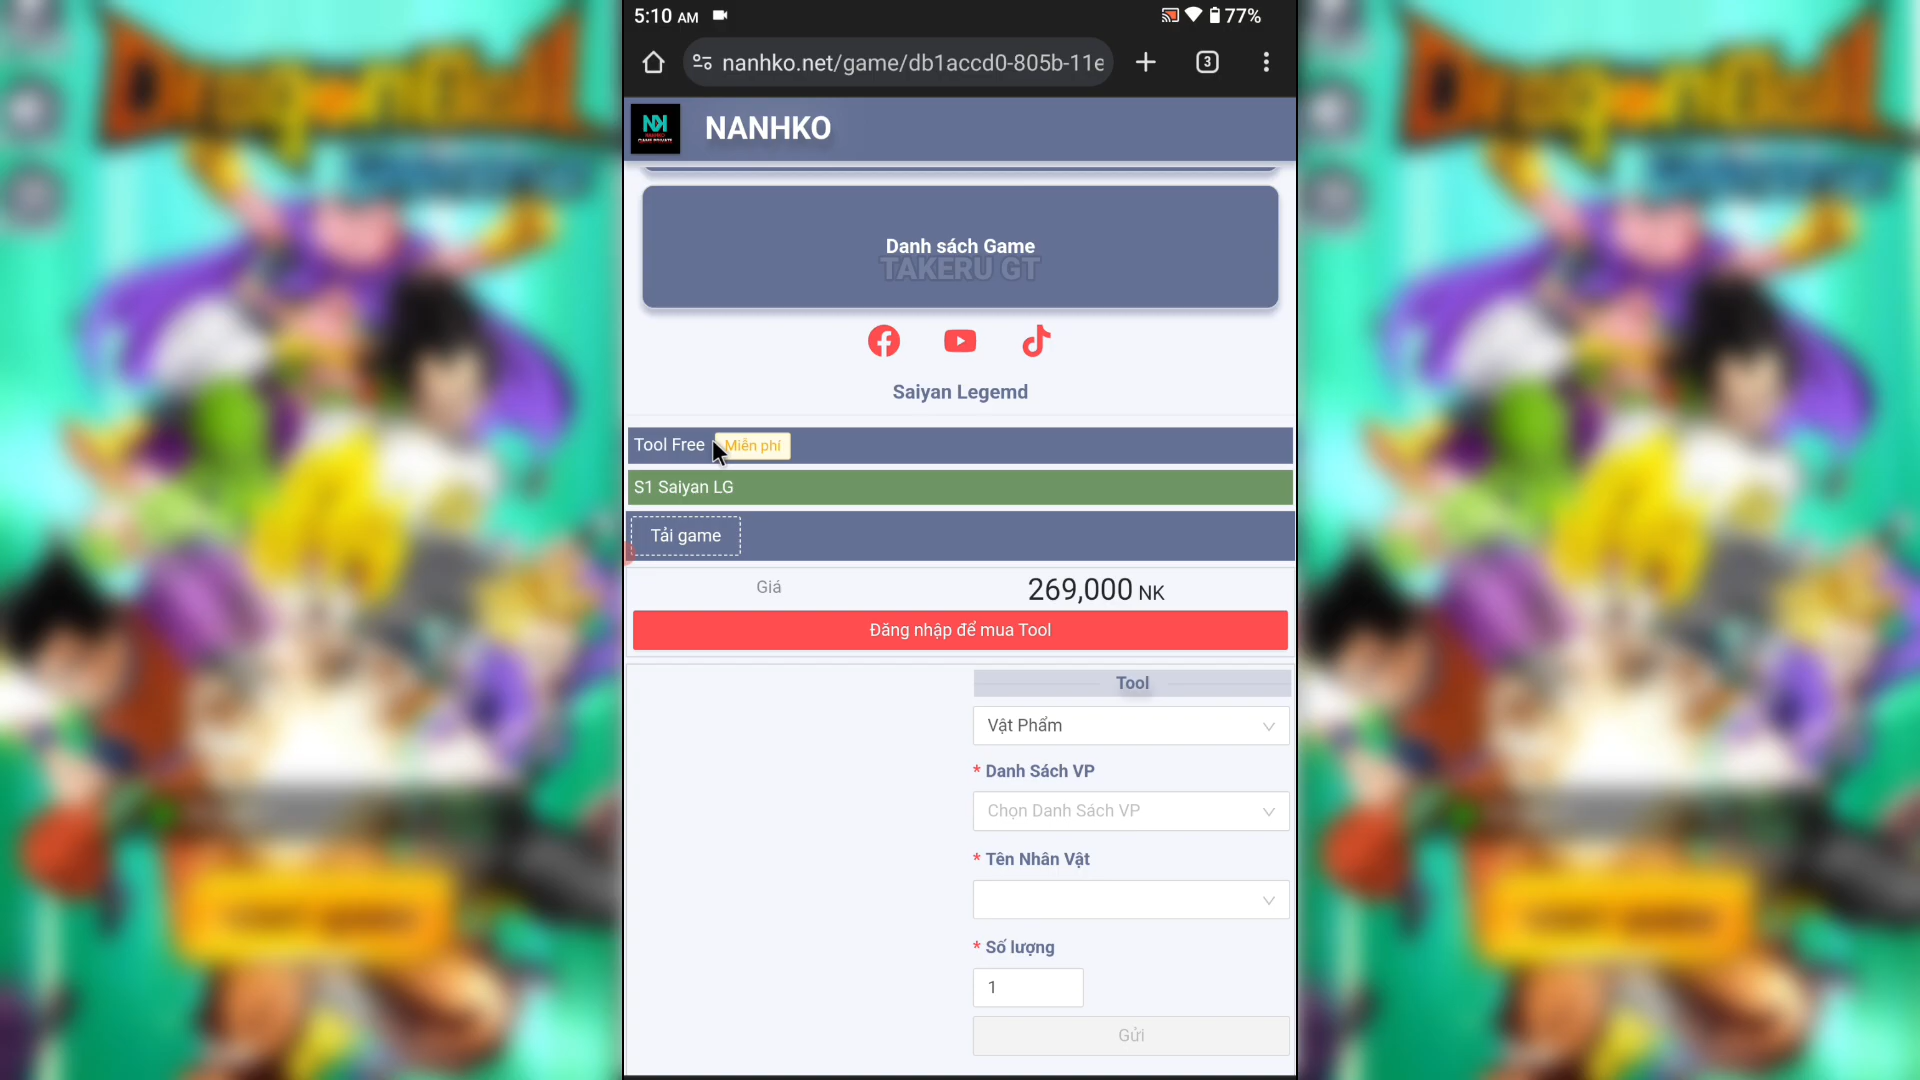 5:10 AM
77%
nanhko.net/game/db1accd0-805b-11e
3
NANHKO
Danh sách Game
TAKERU GT
Saiyan Legemd
Tool Free Miễn phí
S1 Saiyan LG
Tải game
Giá 269,000 NK
Đăng nhập để mua Tool
Tool
Vật Phẩm
* Danh Sách VP
Chọn Danh Sách VP
* Tên Nhân Vật
* Số lượng
1
Gửi